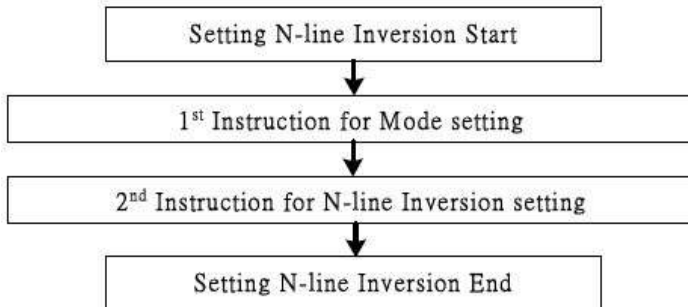 Setting N-line Inversion Start
1st Instruction for Mode setting
2nd Instruction for N-line Inversion setting
Setting N-line Inversion End